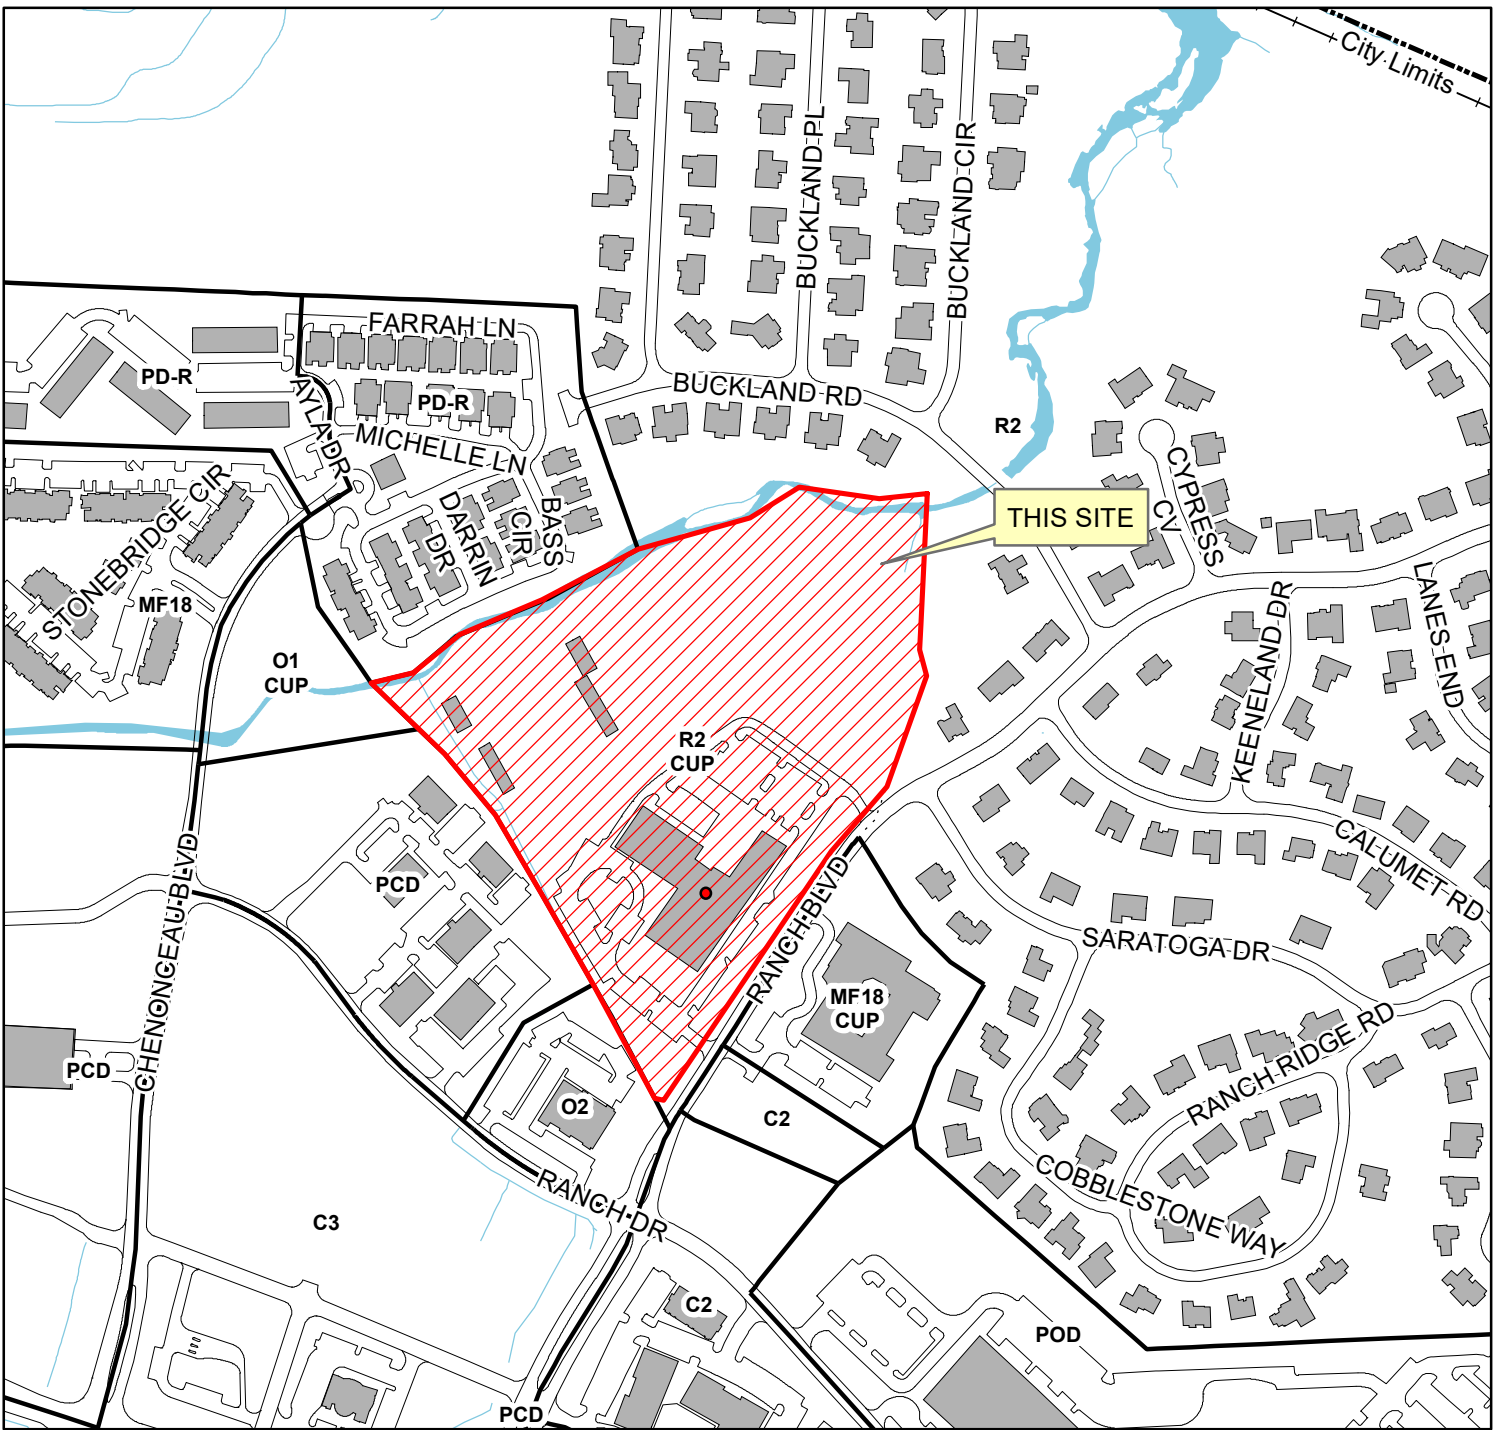 City Limits
BUCKLAND PL
BUCKLAND CIR
FARRAH LN
PD-R
AYLA DR
PD-R
BUCKLAND RD
MICHELLE LN
R2
CYPRESS
CV
STONEBRIDGE CIR
DARRIN
DR
BASS
CIR
THIS SITE
MF18
O1
CUP
KEENELAND DR
LANES END
R2
CUP
CALUMET RD
CHENONCEAU BLVD
PCD
RANCH BLVD
SARATOGA DR
MF18
CUP
RANCH RIDGE RD
PCD
O2
C2
COBBLESTONE WAY
RANCH DR
C3
C2
POD
PCD